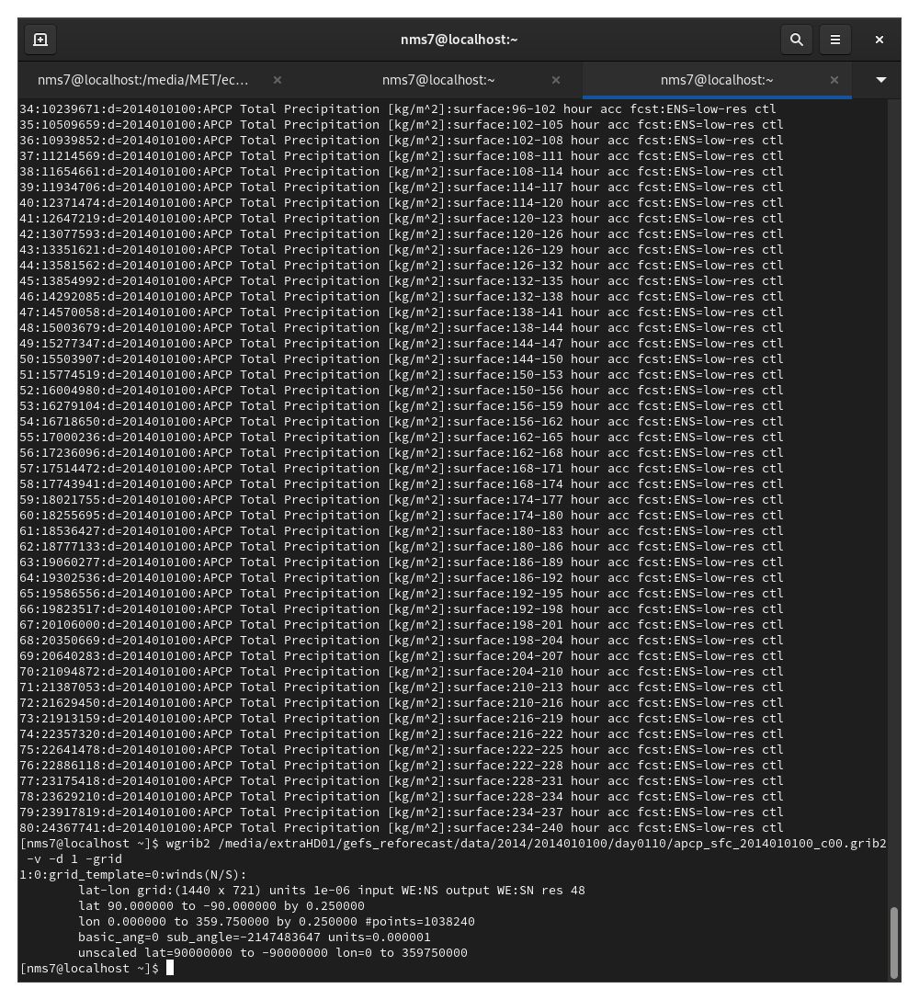 nms7@localhost:~
nms7@localhost:/media/MET/ec...
nms7@localhost:~
nms7@localhost:~
34:10239671:d=2014010100:APCP Total Precipitation [kg/m^2]:surface:96-102 hour acc fcst:ENS=low-res ctl
35:10509659:d=2014010100:APCP Total Precipitation [kg/m^2]:surface:102-105 hour acc fcst:ENS=low-res ctl
36:10939852:d=2014010100:APCP Total Precipitation [kg/m^2]:surface:102-108 hour acc fcst:ENS=low-res ctl
37:11214569:d=2014010100:APCP Total Precipitation [kg/m^2]:surface:108-111 hour acc fcst:ENS=low-res ctl
38:11654661:d=2014010100:APCP Total Precipitation [kg/m^2]:surface:108-114 hour acc fcst:ENS=low-res ctl
39:11934706:d=2014010100:APCP Total Precipitation [kg/m^2]:surface:114-117 hour acc fcst:ENS=low-res ctl
40:12371474:d=2014010100:APCP Total Precipitation [kg/m^2]:surface:114-120 hour acc fcst:ENS=low-res ctl
41:12647219:d=2014010100:APCP Total Precipitation [kg/m^2]:surface:120-123 hour acc fcst:ENS=low-res ctl
42:13077593:d=2014010100:APCP Total Precipitation [kg/m^2]:surface:120-126 hour acc fcst:ENS=low-res ctl
43:13351621:d=2014010100:APCP Total Precipitation [kg/m^2]:surface:126-129 hour acc fcst:ENS=low-res ctl
44:13581562:d=2014010100:APCP Total Precipitation [kg/m^2]:surface:126-132 hour acc fcst:ENS=low-res ctl
45:13854992:d=2014010100:APCP Total Precipitation [kg/m^2]:surface:132-135 hour acc fcst:ENS=low-res ctl
46:14292085:d=2014010100:APCP Total Precipitation [kg/m^2]:surface:132-138 hour acc fcst:ENS=low-res ctl
47:14570058:d=2014010100:APCP Total Precipitation [kg/m^2]:surface:138-141 hour acc fcst:ENS=low-res ctl
48:15003679:d=2014010100:APCP Total Precipitation [kg/m^2]:surface:138-144 hour acc fcst:ENS=low-res ctl
49:15277347:d=2014010100:APCP Total Precipitation [kg/m^2]:surface:144-147 hour acc fcst:ENS=low-res ctl
50:15503907:d=2014010100:APCP Total Precipitation [kg/m^2]:surface:144-150 hour acc fcst:ENS=low-res ctl
51:15774519:d=2014010100:APCP Total Precipitation [kg/m^2]:surface:150-153 hour acc fcst:ENS=low-res ctl
52:16004980:d=2014010100:APCP Total Precipitation [kg/m^2]:surface:150-156 hour acc fcst:ENS=low-res ctl
53:16279104:d=2014010100:APCP Total Precipitation [kg/m^2]:surface:156-159 hour acc fcst:ENS=low-res ctl
54:16718650:d=2014010100:APCP Total Precipitation [kg/m^2]:surface:156-162 hour acc fcst:ENS=low-res ctl
55:17000236:d=2014010100:APCP Total Precipitation [kg/m^2]:surface:162-165 hour acc fcst:ENS=low-res ctl
56:17236096:d=2014010100:APCP Total Precipitation [kg/m^2]:surface:162-168 hour acc fcst:ENS=low-res ctl
57:17514472:d=2014010100:APCP Total Precipitation [kg/m^2]:surface:168-171 hour acc fcst:ENS=low-res ctl
58:17743941:d=2014010100:APCP Total Precipitation [kg/m^2]:surface:168-174 hour acc fcst:ENS=low-res ctl
59:18021755:d=2014010100:APCP Total Precipitation [kg/m^2]:surface:174-177 hour acc fcst:ENS=low-res ctl
60:18255695:d=2014010100:APCP Total Precipitation [kg/m^2]:surface:174-180 hour acc fcst:ENS=low-res ctl
61:18536427:d=2014010100:APCP Total Precipitation [kg/m^2]:surface:180-183 hour acc fcst:ENS=low-res ctl
62:18777133:d=2014010100:APCP Total Precipitation [kg/m^2]:surface:180-186 hour acc fcst:ENS=low-res ctl
63:19060277:d=2014010100:APCP Total Precipitation [kg/m^2]:surface:186-189 hour acc fcst:ENS=low-res ctl
64:19302536:d=2014010100:APCP Total Precipitation [kg/m^2]:surface:186-192 hour acc fcst:ENS=low-res ctl
65:19586556:d=2014010100:APCP Total Precipitation [kg/m^2]:surface:192-195 hour acc fcst:ENS=low-res ctl
66:19823517:d=2014010100:APCP Total Precipitation [kg/m^2]:surface:192-198 hour acc fcst:ENS=low-res ctl
67:20106000:d=2014010100:APCP Total Precipitation [kg/m^2]:surface:198-201 hour acc fcst:ENS=low-res ctl
68:20350669:d=2014010100:APCP Total Precipitation [kg/m^2]:surface:198-204 hour acc fcst:ENS=low-res ctl
69:20640283:d=2014010100:APCP Total Precipitation [kg/m^2]:surface:204-207 hour acc fcst:ENS=low-res ctl
70:21094872:d=2014010100:APCP Total Precipitation [kg/m^2]:surface:204-210 hour acc fcst:ENS=low-res ctl
71:21387053:d=2014010100:APCP Total Precipitation [kg/m^2]:surface:210-213 hour acc fcst:ENS=low-res ctl
72:21629450:d=2014010100:APCP Total Precipitation [kg/m^2]:surface:210-216 hour acc fcst:ENS=low-res ctl
73:21913159:d=2014010100:APCP Total Precipitation [kg/m^2]:surface:216-219 hour acc fcst:ENS=low-res ctl
74:22357320:d=2014010100:APCP Total Precipitation [kg/m^2]:surface:216-222 hour acc fcst:ENS=low-res ctl
75:22641478:d=2014010100:APCP Total Precipitation [kg/m^2]:surface:222-225 hour acc fcst:ENS=low-res ctl
76:22886118:d=2014010100:APCP Total Precipitation [kg/m^2]:surface:222-228 hour acc fcst:ENS=low-res ctl
77:23175418:d=2014010100:APCP Total Precipitation [kg/m^2]:surface:228-231 hour acc fcst:ENS=low-res ctl
78:23629210:d=2014010100:APCP Total Precipitation [kg/m^2]:surface:228-234 hour acc fcst:ENS=low-res ctl
79:23917819:d=2014010100:APCP Total Precipitation [kg/m^2]:surface:234-237 hour acc fcst:ENS=low-res ctl
80:24367741:d=2014010100:APCP Total Precipitation [kg/m^2]:surface:234-240 hour acc fcst:ENS=low-res ctl
[nms7@localhost ~]$ wgrib2 /media/extraHD01/gefs_reforecast/data/2014/2014010100/day0110/apcp_sfc_2014010100_c00.grib2
-v -d 1 -grid
1:0:grid_template=0:winds(N/S):
lat-lon grid:(1440 x 721) units 1e-06 input WE:NS output WE:SN res 48
lat 90.000000 to -90.000000 by 0.250000
lon 0.000000 to 359.750000 by 0.250000 #points=1038240
basic_ang=0 sub_angle=-2147483647 units=0.000001
unscaled lat=90000000 to -90000000 lon=0 to 359750000
[nms7@localhost ~]$